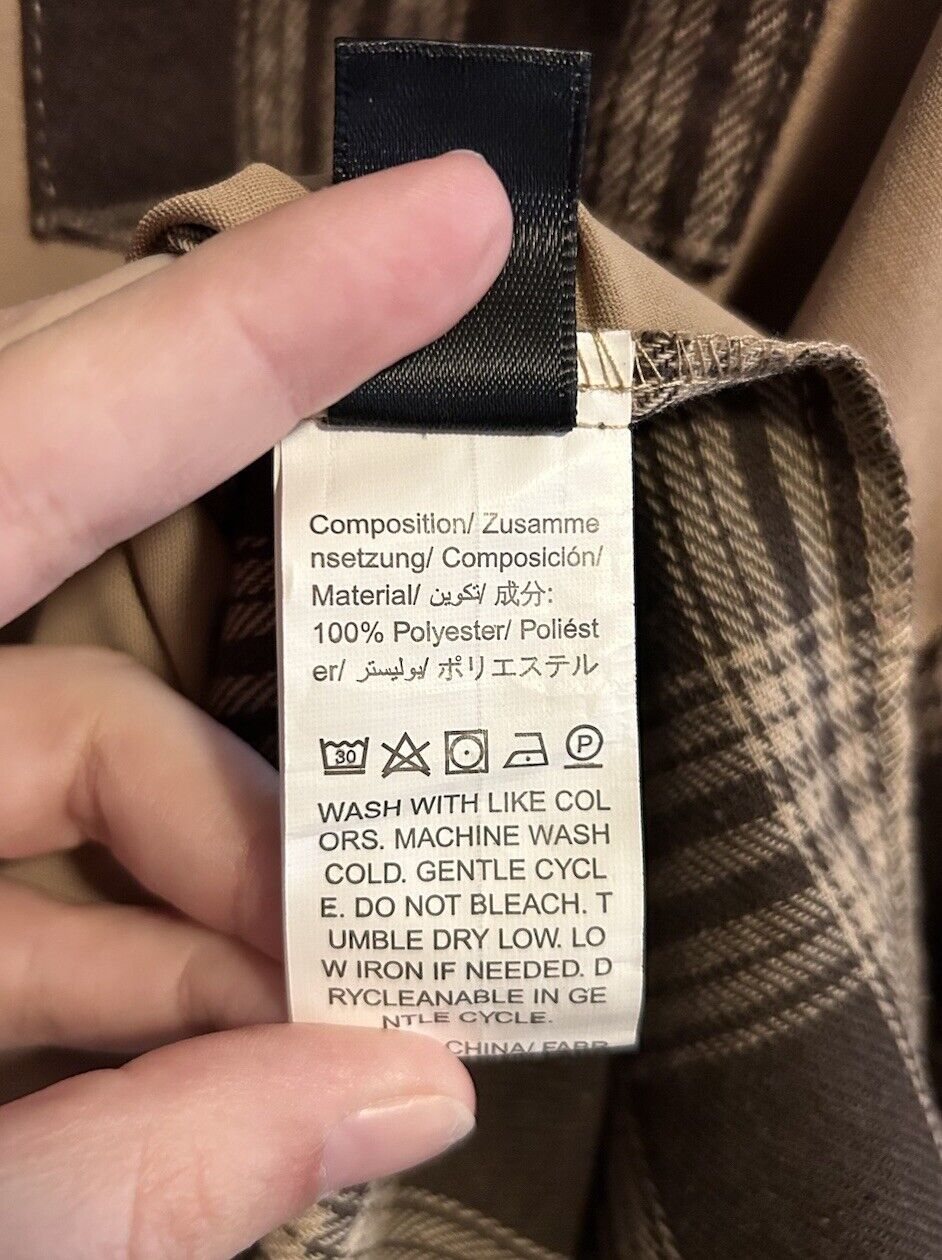 Composition/ Zusamme
nsetzung/ Composición/
Material/ تكوين/ 成分:
100% Polyester/ Poliést
er/ بوليستر/ ポリエステル
30 P
WASH WITH LIKE COL
ORS. MACHINE WASH
COLD. GENTLE CYCL
E. DO NOT BLEACH. T
UMBLE DRY LOW. LO
W IRON IF NEEDED. D
RYCLEANABLE IN GE
NTLE CYCLE.
CHINA/ FABR